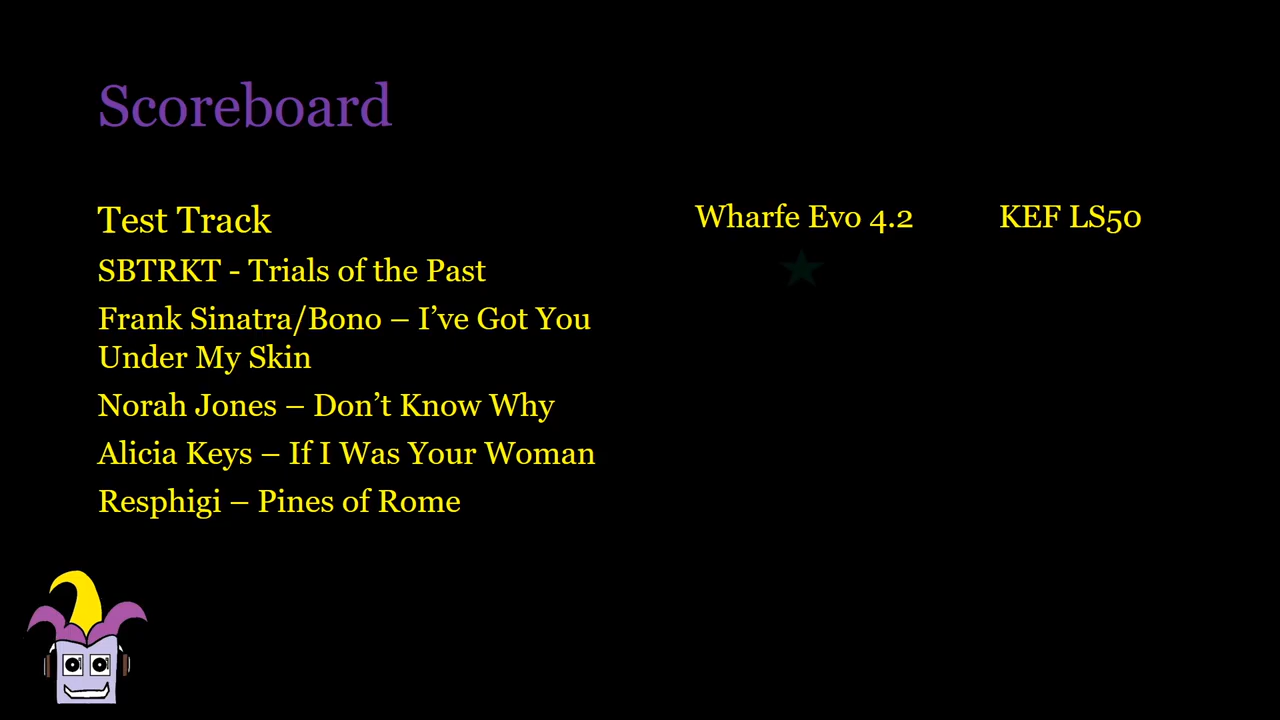 Scoreboard
Test Track
Wharfe Evo 4.2
KEF LS50
SBTRKT - Trials of the Past
Frank Sinatra/Bono – I’ve Got You
Under My Skin
Norah Jones – Don’t Know Why
Alicia Keys – If I Was Your Woman
Resphigi – Pines of Rome